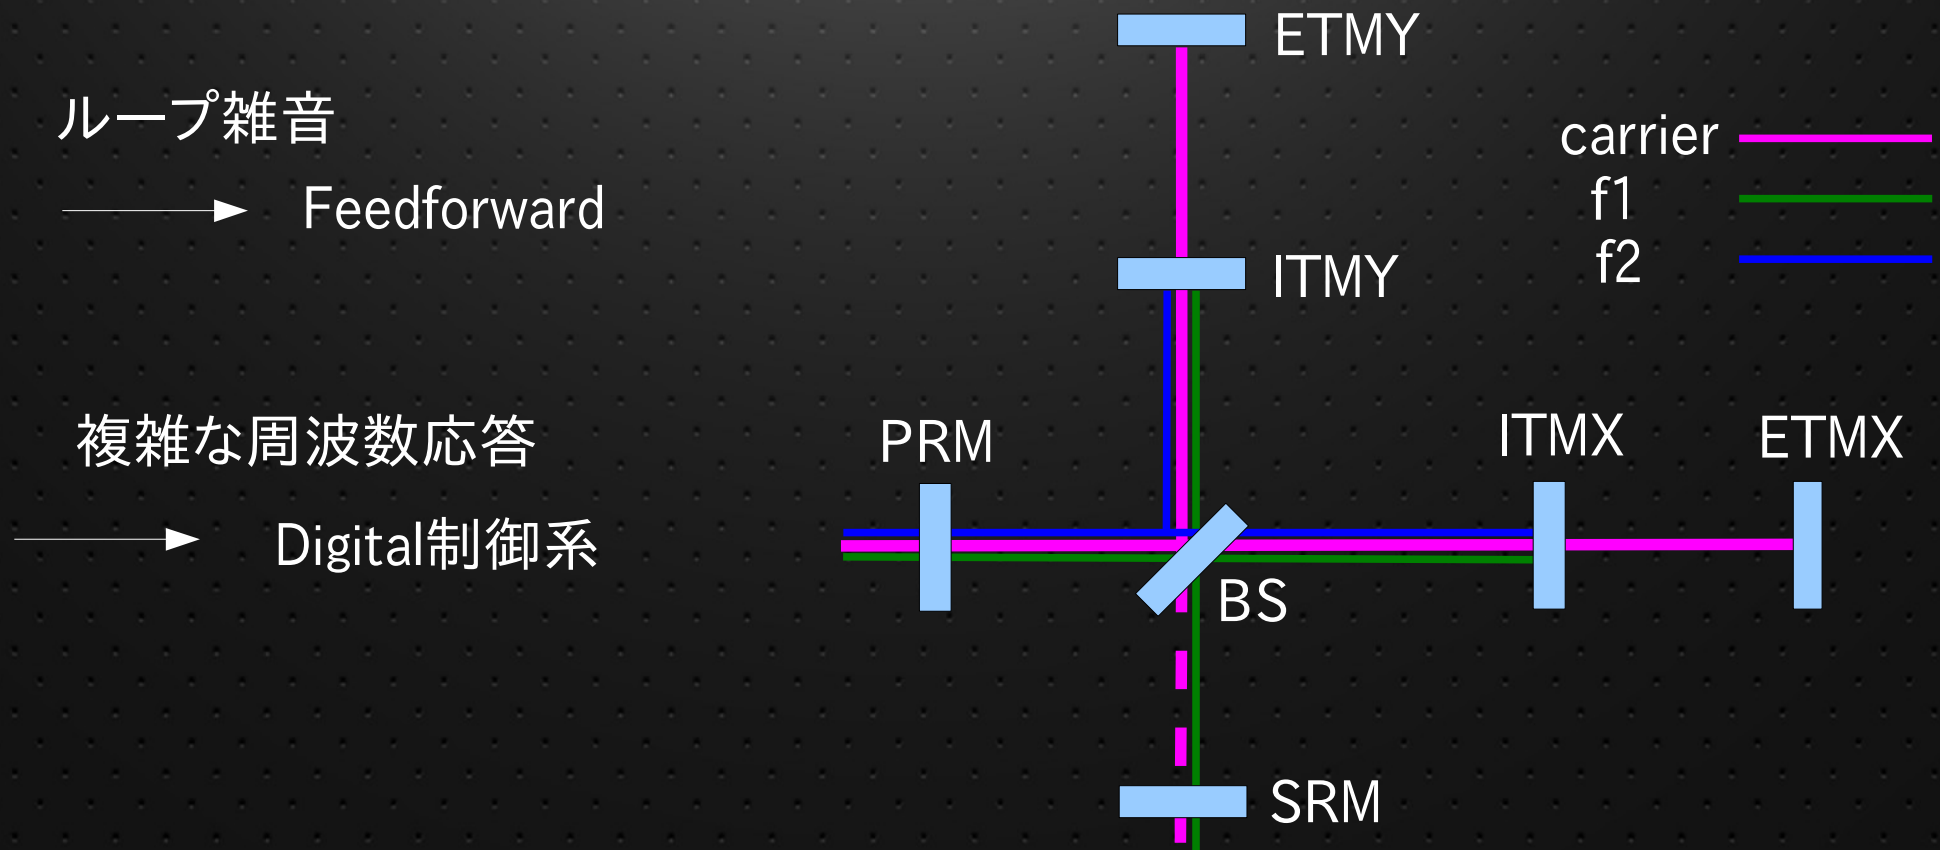 ループ雑音
Feedforward
複雑な周波数応答
Digital制御系
ETMY
carrier
f1
f2
ITMY
PRM
ITMX
ETMX
BS
SRM